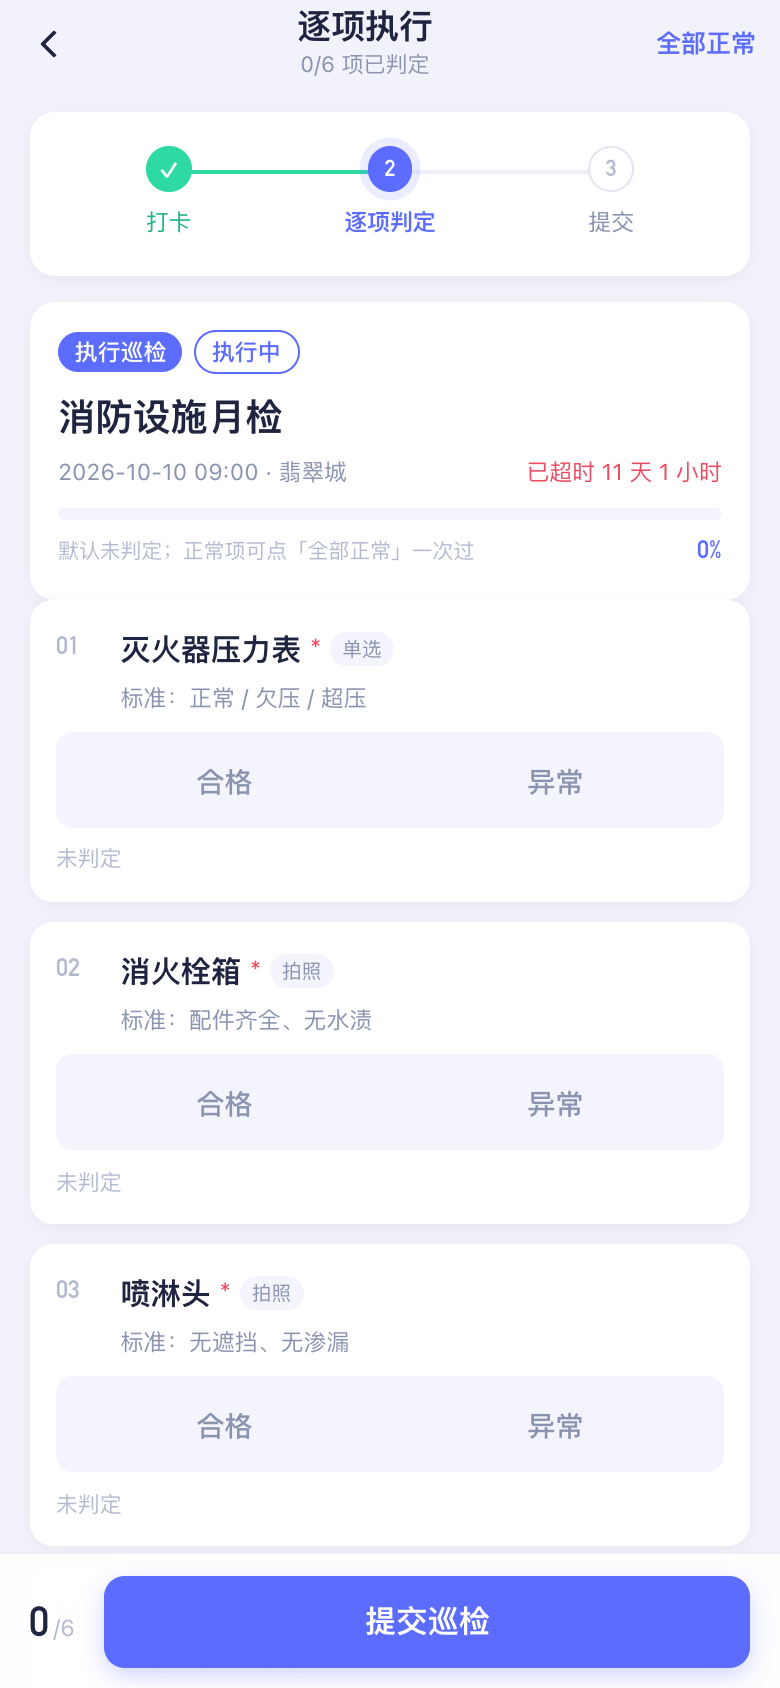 逐项执行
0/6 项已判定
全部正常
2
3
打卡
逐项判定
提交
执行巡检
执行中
消防设施月检
2026-10-10 09:00 · 翡翠城
已超时 11 天 1 小时
默认未判定；正常项可点「全部正常」一次过
0%
01
灭火器压力表 *
单选
标准：正常 / 欠压 / 超压
合格
异常
未判定
02
消火栓箱 *
拍照
标准：配件齐全、无水渍
合格
异常
未判定
03
喷淋头 *
拍照
标准：无遮挡、无渗漏
合格
异常
未判定
0/6
提交巡检